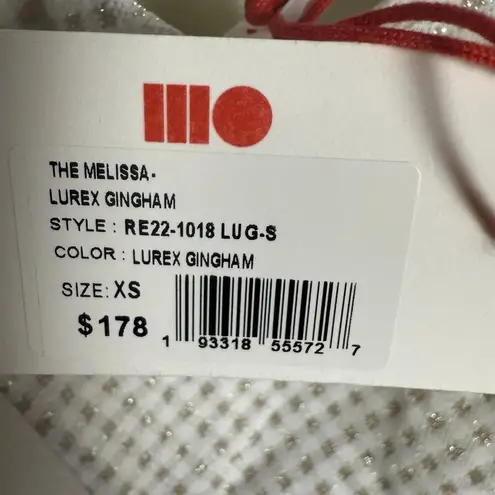 THE MELISSA-
LUREX GINGHAM
STYLE : RE22-1018 LUG-S
COLOR : LUREX GINGHAM
SIZE: XS
$178
1 93318 55572 7